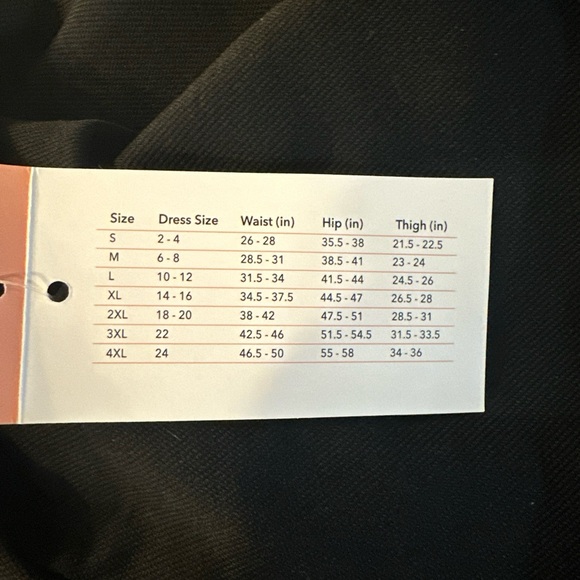 Size Dress Size Waist (in) Hip (in) Thigh (in)
S 2 - 4 26 - 28 35.5 - 38 21.5 - 22.5
M 6 - 8 28.5 - 31 38.5 - 41 23 - 24
L 10 - 12 31.5 - 34 41.5 - 44 24.5 - 26
XL 14 - 16 34.5 - 37.5 44.5 - 47 26.5 - 28
2XL 18 - 20 38 - 42 47.5 - 51 28.5 - 31
3XL 22 42.5 - 46 51.5 - 54.5 31.5 - 33.5
4XL 24 46.5 - 50 55 - 58 34 - 36